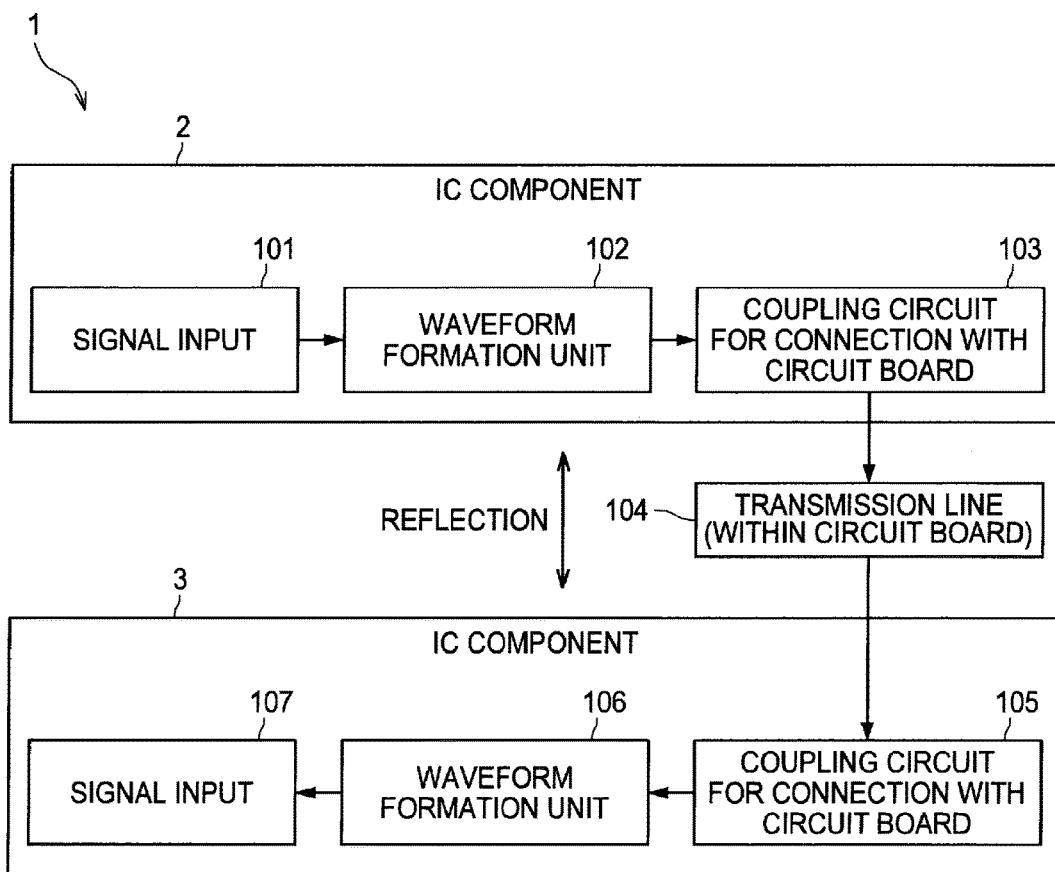 1
2
IC COMPONENT
101
102
103
SIGNAL INPUT
WAVEFORM
FORMATION UNIT
COUPLING CIRCUIT
FOR CONNECTION WITH
CIRCUIT BOARD
REFLECTION
104
TRANSMISSION LINE
(WITHIN CIRCUIT BOARD)
3
IC COMPONENT
107
106
105
SIGNAL INPUT
WAVEFORM
FORMATION UNIT
COUPLING CIRCUIT
FOR CONNECTION WITH
CIRCUIT BOARD